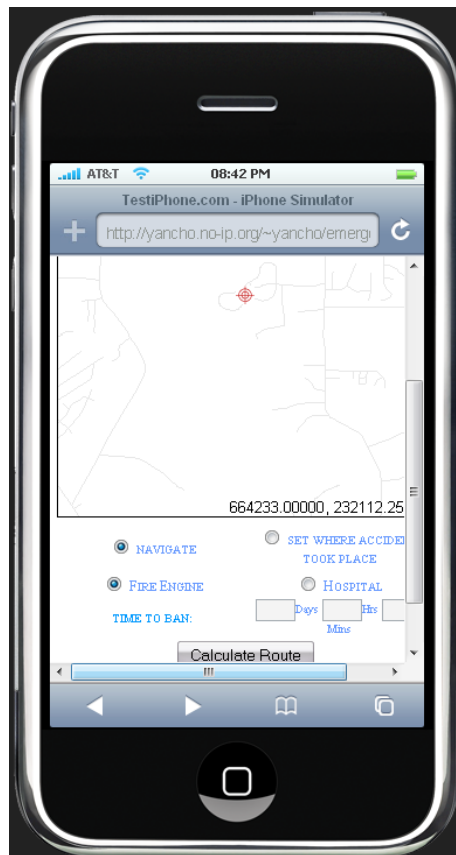 AT&T 08:42 PM
TestiPhone.com - iPhone Simulator
http://yancho.no-ip.org/~yancho/emerg
664233.00000, 232112.25
NAVIGATE
SET WHERE ACCIDE
TOOK PLACE
FIRE ENGINE
HOSPITAL
TIME TO BAN: Days Hrs
Mins
Calculate Route